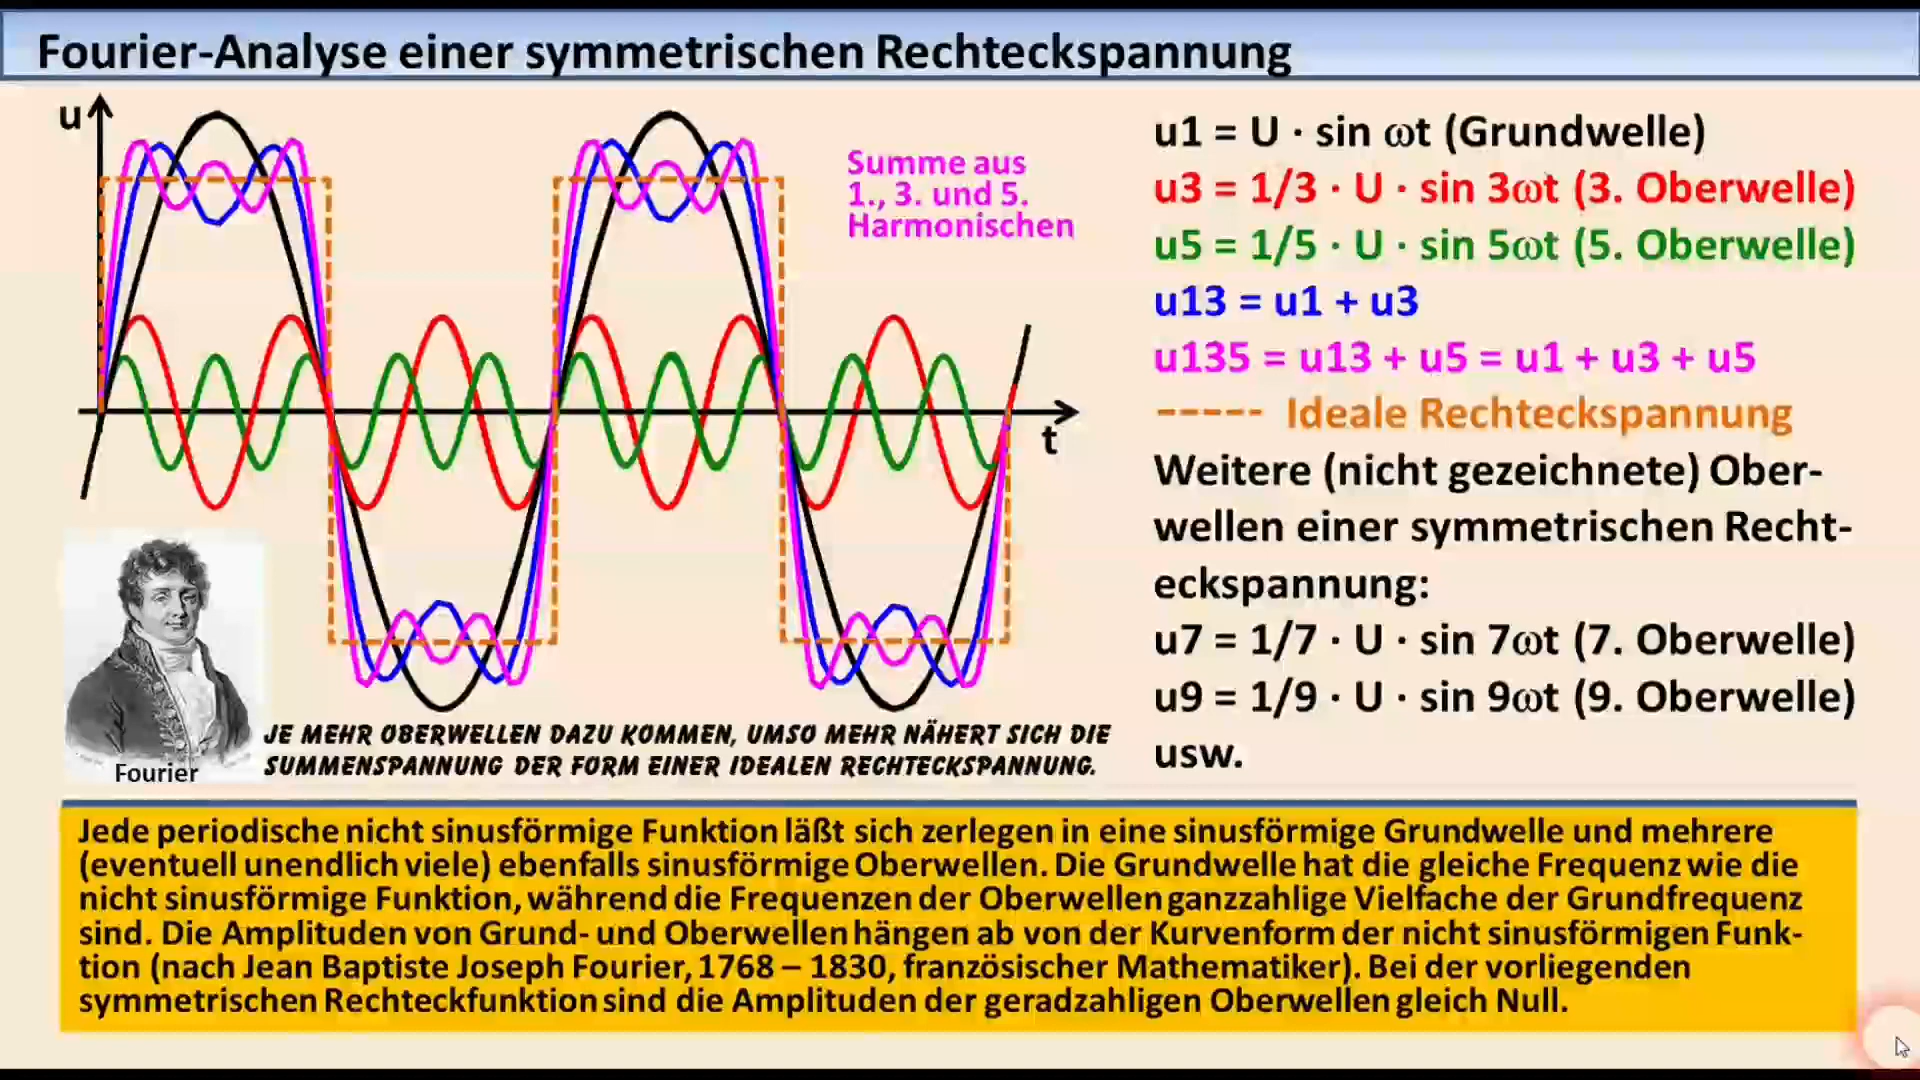 Fourier-Analyse einer symmetrischen Rechteckspannung
u
Summe aus
1., 3. und 5.
Harmonischen
t
Fourier
JE MEHR OBERWELLEN DAZU KOMMEN, UMSO MEHR NÄHERT SICH DIE
SUMMENSPANNUNG DER FORM EINER IDEALEN RECHTECKSPANNUNG.
u1 = U · sin ωt (Grundwelle)
u3 = 1/3 · U · sin 3ωt (3. Oberwelle)
u5 = 1/5 · U · sin 5ωt (5. Oberwelle)
u13 = u1 + u3
u135 = u13 + u5 = u1 + u3 + u5
----- Ideale Rechteckspannung
Weitere (nicht gezeichnete) Ober-
wellen einer symmetrischen Recht-
eckspannung:
u7 = 1/7 · U · sin 7ωt (7. Oberwelle)
u9 = 1/9 · U · sin 9ωt (9. Oberwelle)
usw.
Jede periodische nicht sinusförmige Funktion läßt sich zerlegen in eine sinusförmige Grundwelle und mehrere
(eventuell unendlich viele) ebenfalls sinusförmige Oberwellen. Die Grundwelle hat die gleiche Frequenz wie die
nicht sinusförmige Funktion, während die Frequenzen der Oberwellen ganzzahlige Vielfache der Grundfrequenz
sind. Die Amplituden von Grund- und Oberwellen hängen ab von der Kurvenform der nicht sinusförmigen Funk-
tion (nach Jean Baptiste Joseph Fourier, 1768 – 1830, französischer Mathematiker). Bei der vorliegenden
symmetrischen Rechteckfunktion sind die Amplituden der geradzahligen Oberwellen gleich Null.